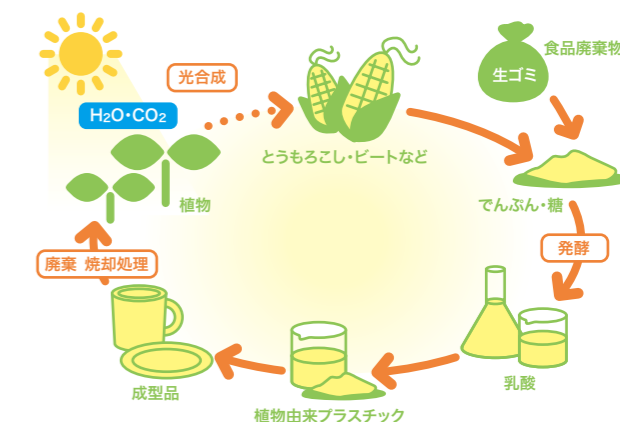 光合成
H2O・CO2
植物
とうもろこし・ビートなど
食品廃棄物
生ゴミ
でんぷん・糖
発酵
乳酸
植物由来プラスチック
成型品
廃棄 焼却処理